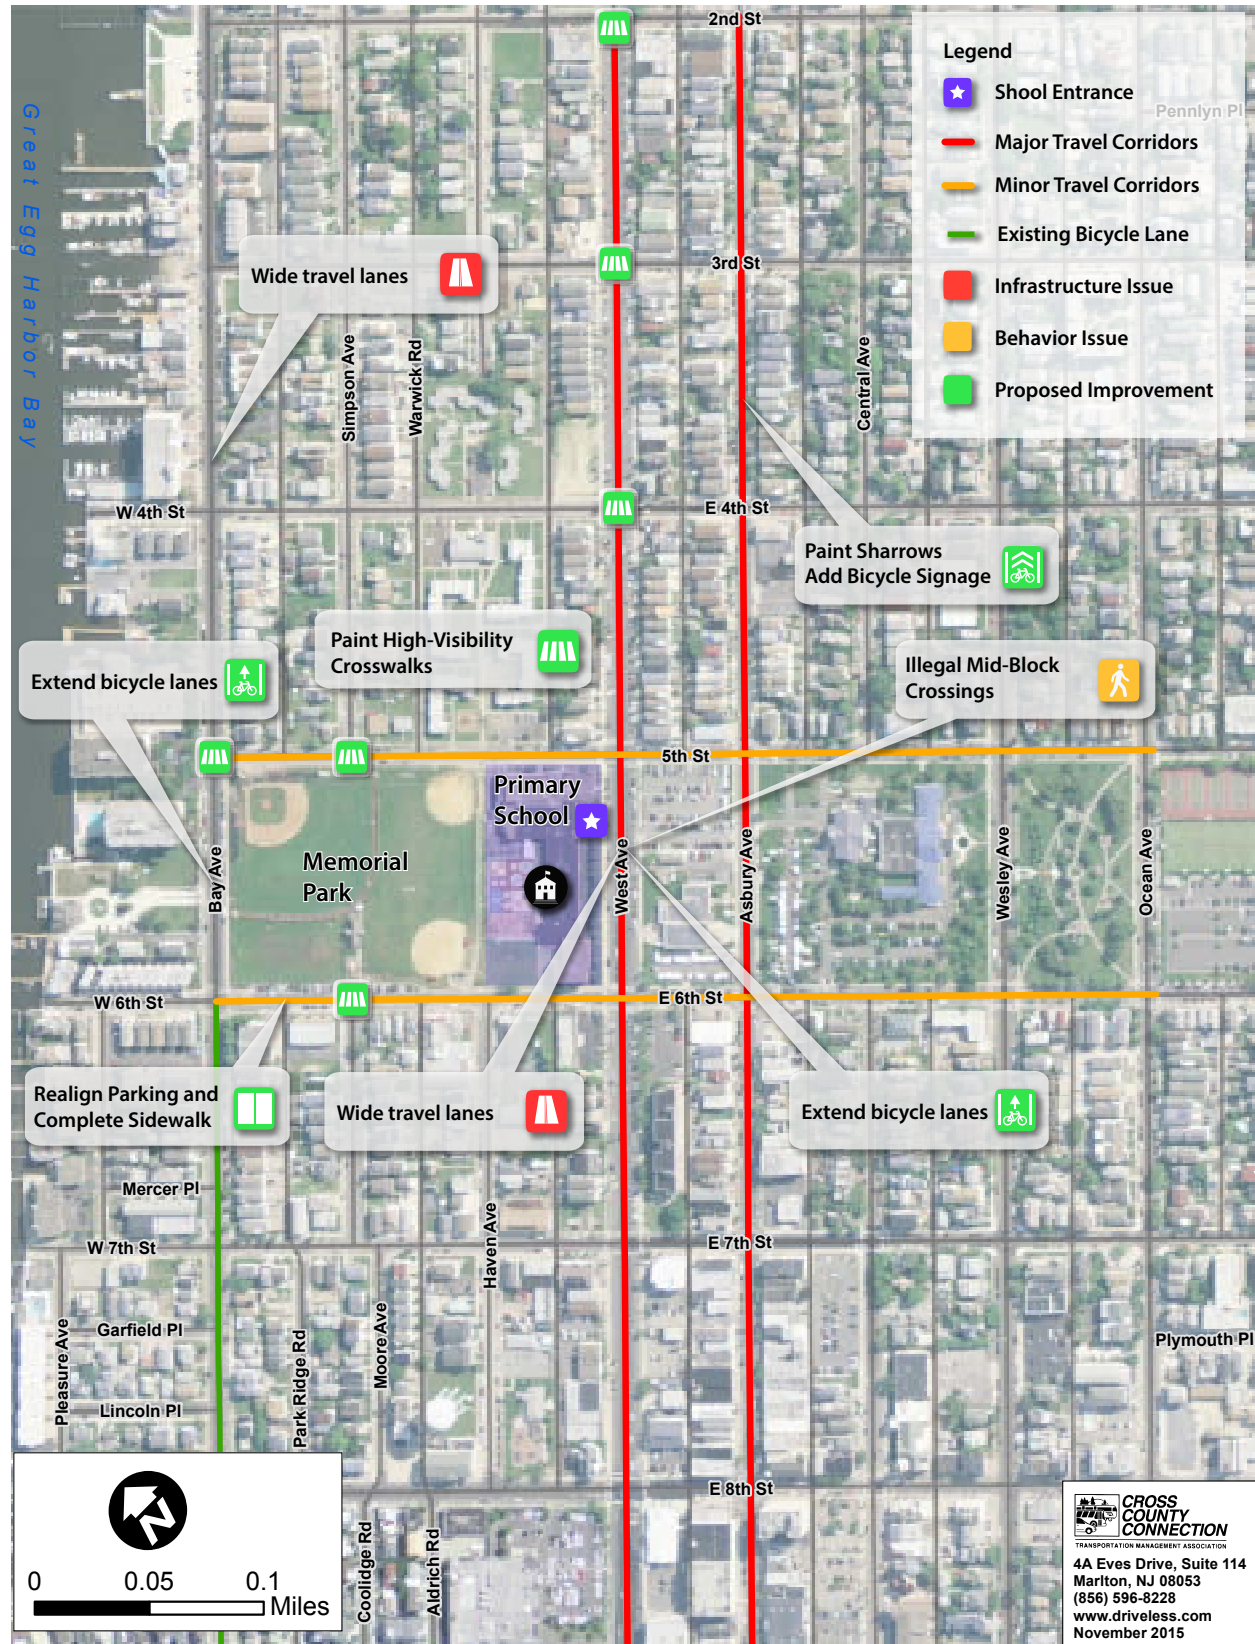 2nd St
Legend
Shool Entrance
Major Travel Corridors
Minor Travel Corridors
Existing Bicycle Lane
Infrastructure Issue
Behavior Issue
Proposed Improvement
Pennlyn Pl
Great Egg Harbor Bay
Wide travel lanes
3rd St
Simpson Ave
Warwick Rd
Central Ave
W 4th St
E 4th St
Paint Sharrows
Add Bicycle Signage
Paint High-Visibility
Crosswalks
Extend bicycle lanes
Illegal Mid-Block
Crossings
5th St
Primary
School
Memorial
Park
Bay Ave
West Ave
Asbury Ave
Wesley Ave
Ocean Ave
W 6th St
E 6th St
Realign Parking and
Complete Sidewalk
Wide travel lanes
Extend bicycle lanes
Mercer Pl
W 7th St
E 7th St
Haven Ave
Garfield Pl
Pleasure Ave
Park Ridge Rd
Moore Ave
Plymouth Pl
Lincoln Pl
E 8th St
Coolidge Rd
Aldrich Rd
N
0 0.05 0.1
Miles
CROSS
COUNTY
CONNECTION
TRANSPORTATION MANAGEMENT ASSOCIATION
4A Eves Drive, Suite 114
Marlton, NJ 08053
(856) 596-8228
www.driveless.com
November 2015